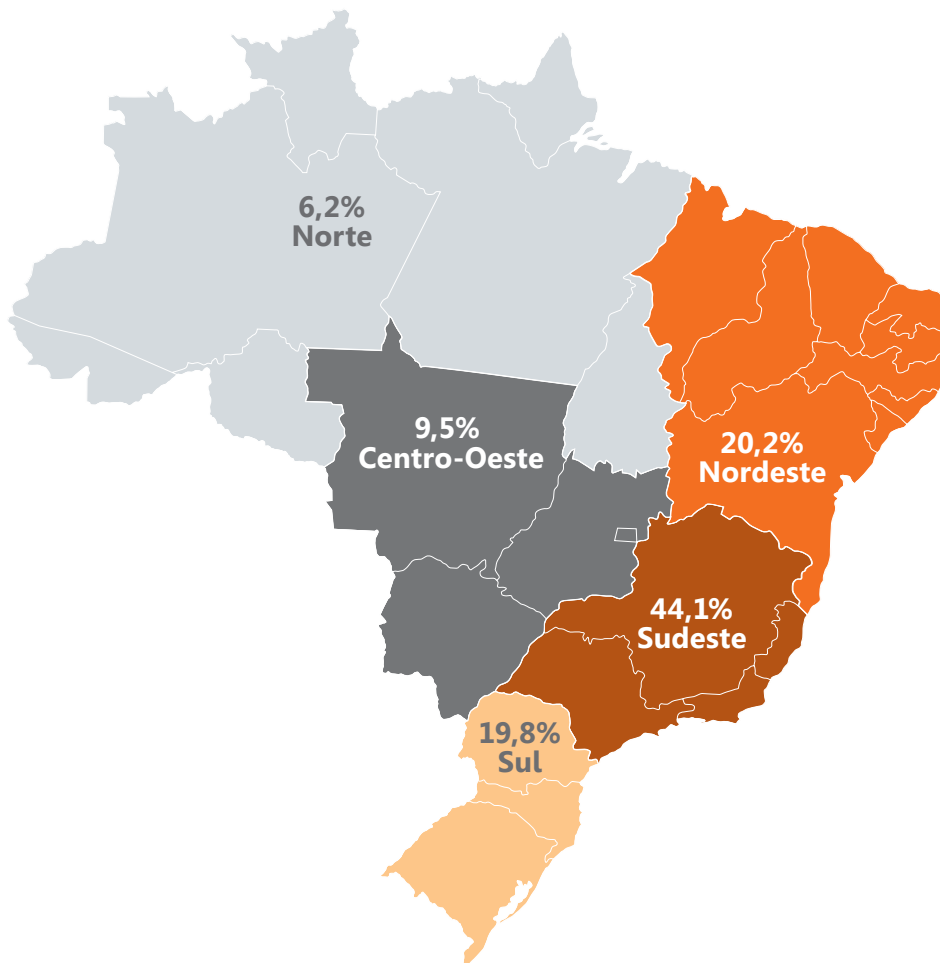 6,2%
Norte
9,5%
Centro-Oeste
20,2%
Nordeste
44,1%
Sudeste
19,8%
Sul